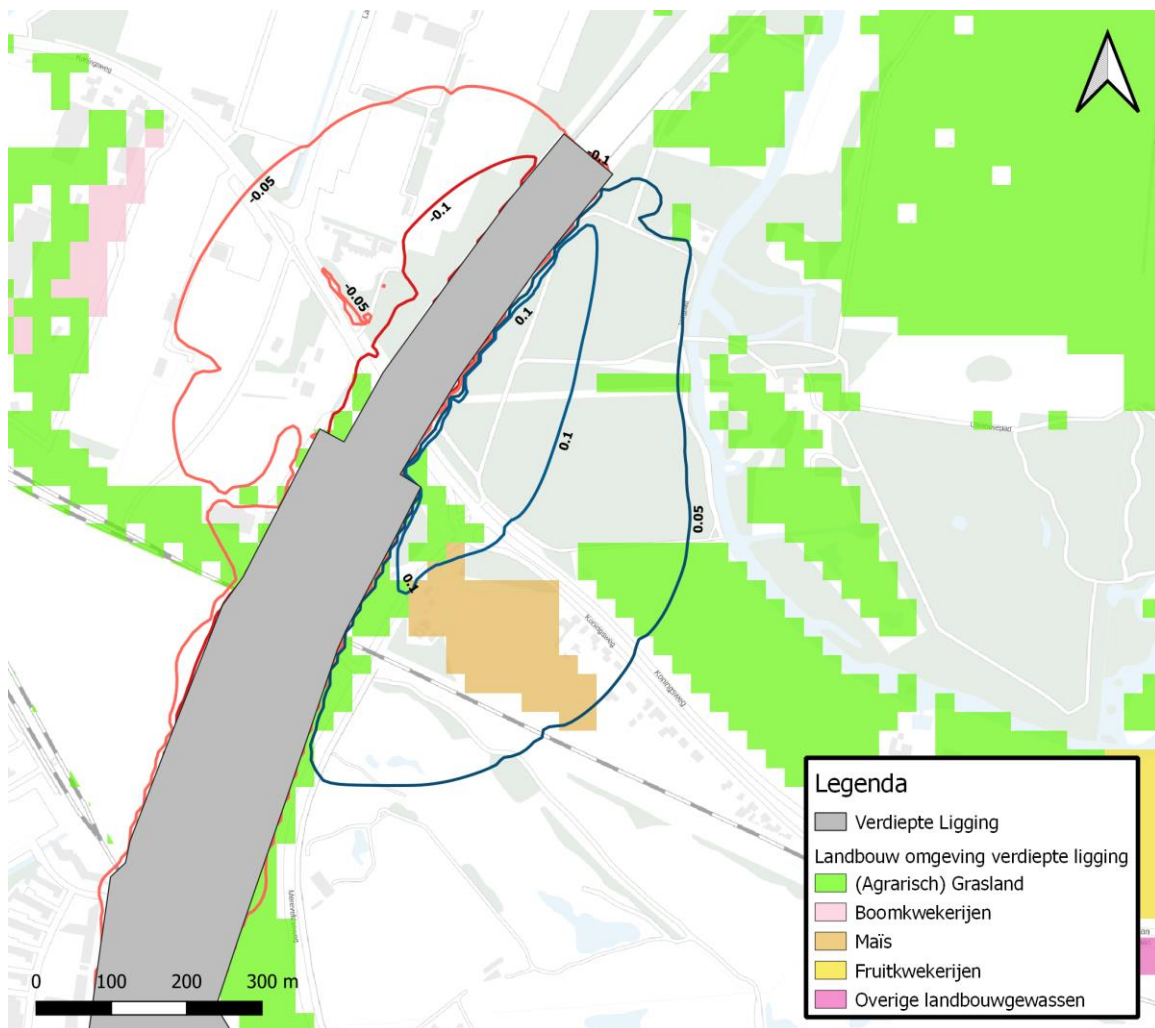 Koningsweg
-0.05
-0.1
-0.1
-0.05
0.1
0.1
0.05
0.1
Koningsweg
Koningsweg
0 100 200 300 m
Legenda
Verdiepte Ligging
Landbouw omgeving verdiepte ligging
(Agrarisch) Grasland
Boomkwekerijen
Maïs
Fruitkwekerijen
Overige landbouwgewassen